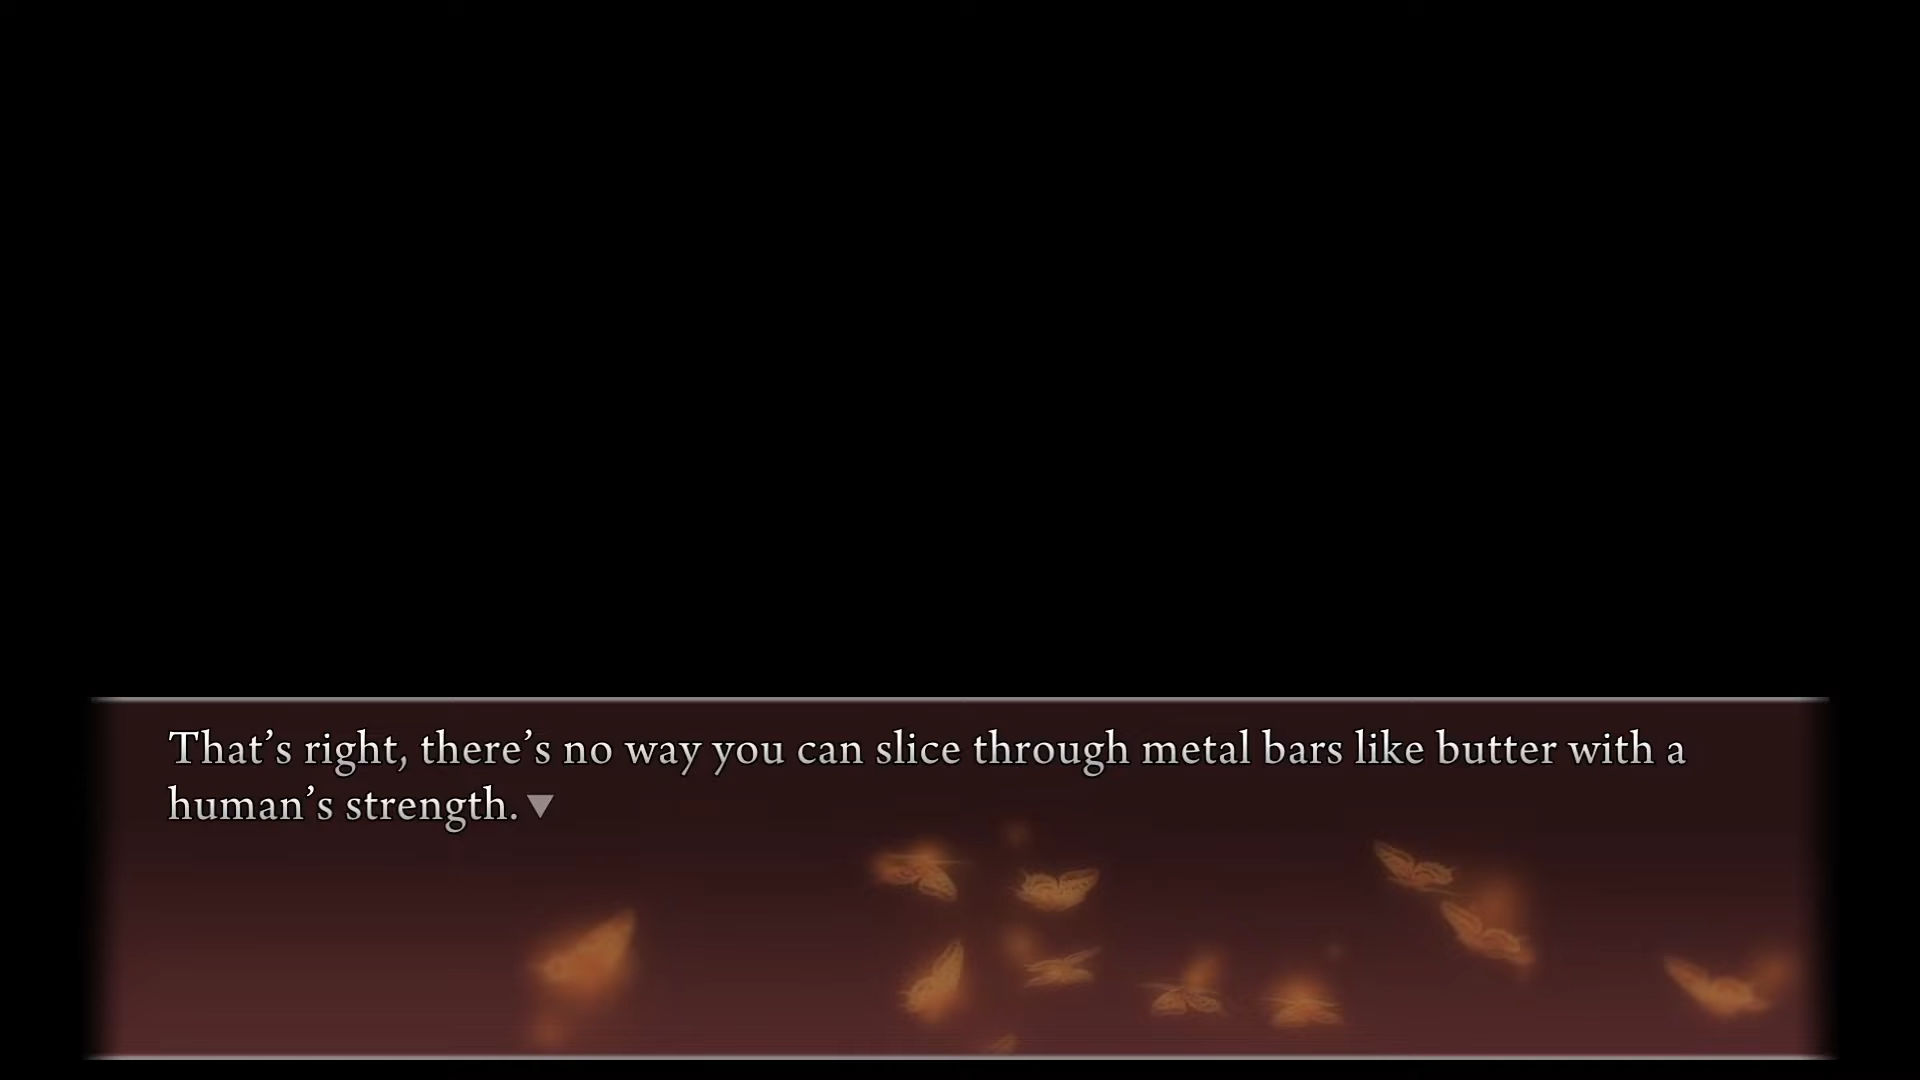 That’s right, there’s no way you can slice through metal bars like butter with a
human’s strength.